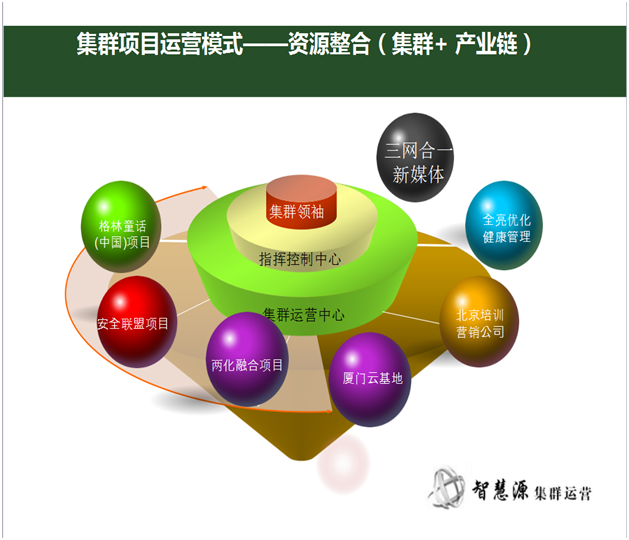 集群项目运营模式——资源整合（集群+ 产业链）
三网合一
新媒体
集群领袖
格林童话
(中国)项目
全亮优化
健康管理
指挥控制中心
集群运营中心
安全联盟项目
北京培训
营销公司
两化融合项目
厦门云基地
智慧源 集群运营